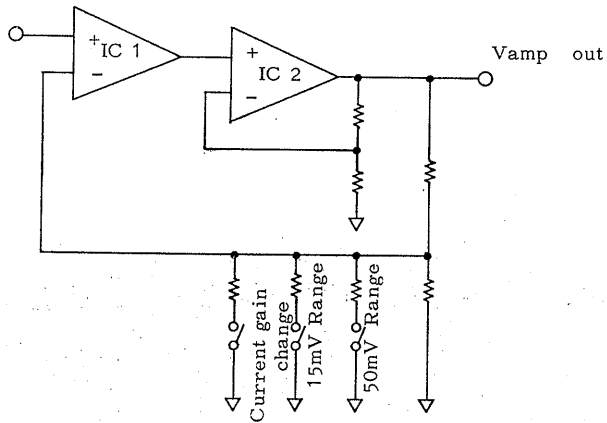 Vamp out
+
IC 1
−
+
IC 2
−
Current gain
change
15mV Range
50mV Range